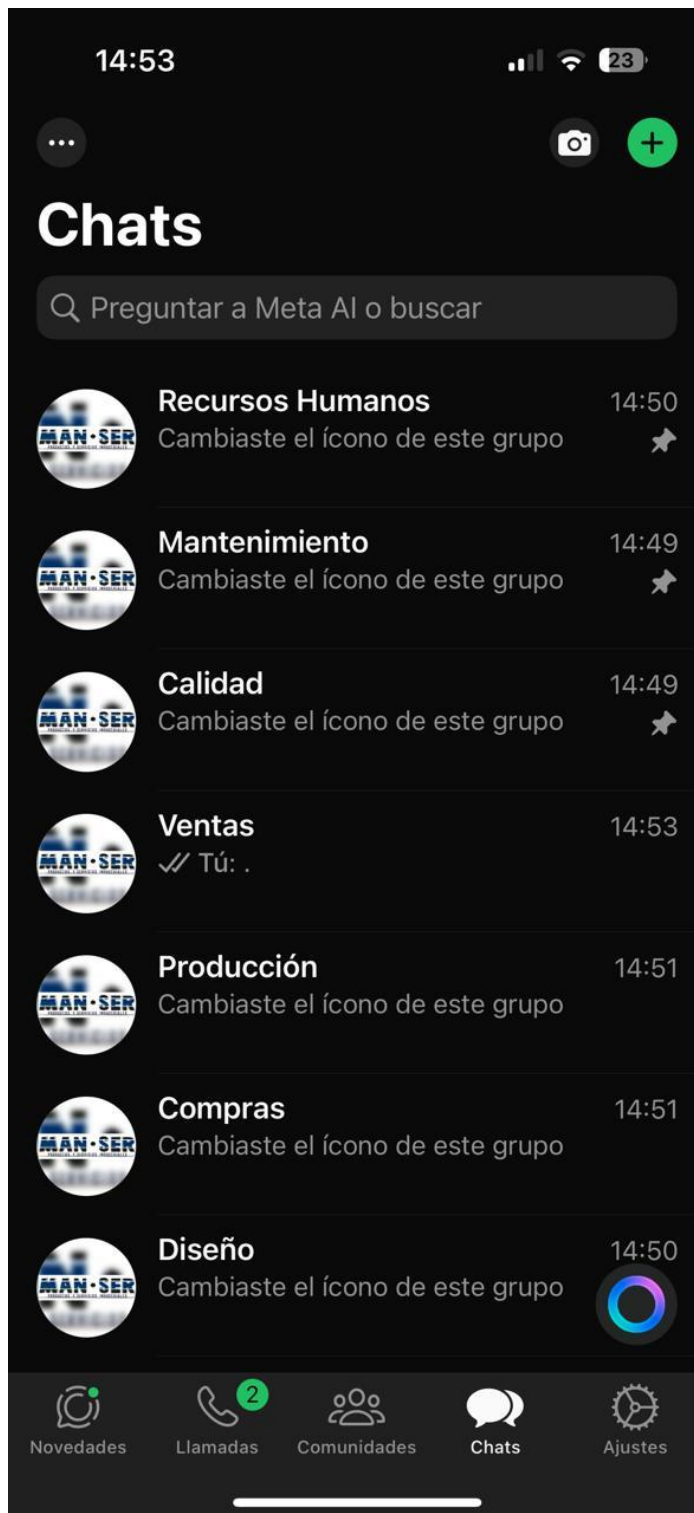 14:53
23
Chats
Preguntar a Meta AI o buscar
Recursos Humanos 14:50
Cambiaste el ícono de este grupo
MAN·SER
Mantenimiento 14:49
Cambiaste el ícono de este grupo
MAN·SER
Calidad 14:49
Cambiaste el ícono de este grupo
MAN·SER
Ventas 14:53
Tú: .
MAN·SER
Producción 14:51
Cambiaste el ícono de este grupo
MAN·SER
Compras 14:51
Cambiaste el ícono de este grupo
MAN·SER
Diseño 14:50
Cambiaste el ícono de este grupo
MAN·SER
2
Novedades Llamadas Comunidades Chats Ajustes